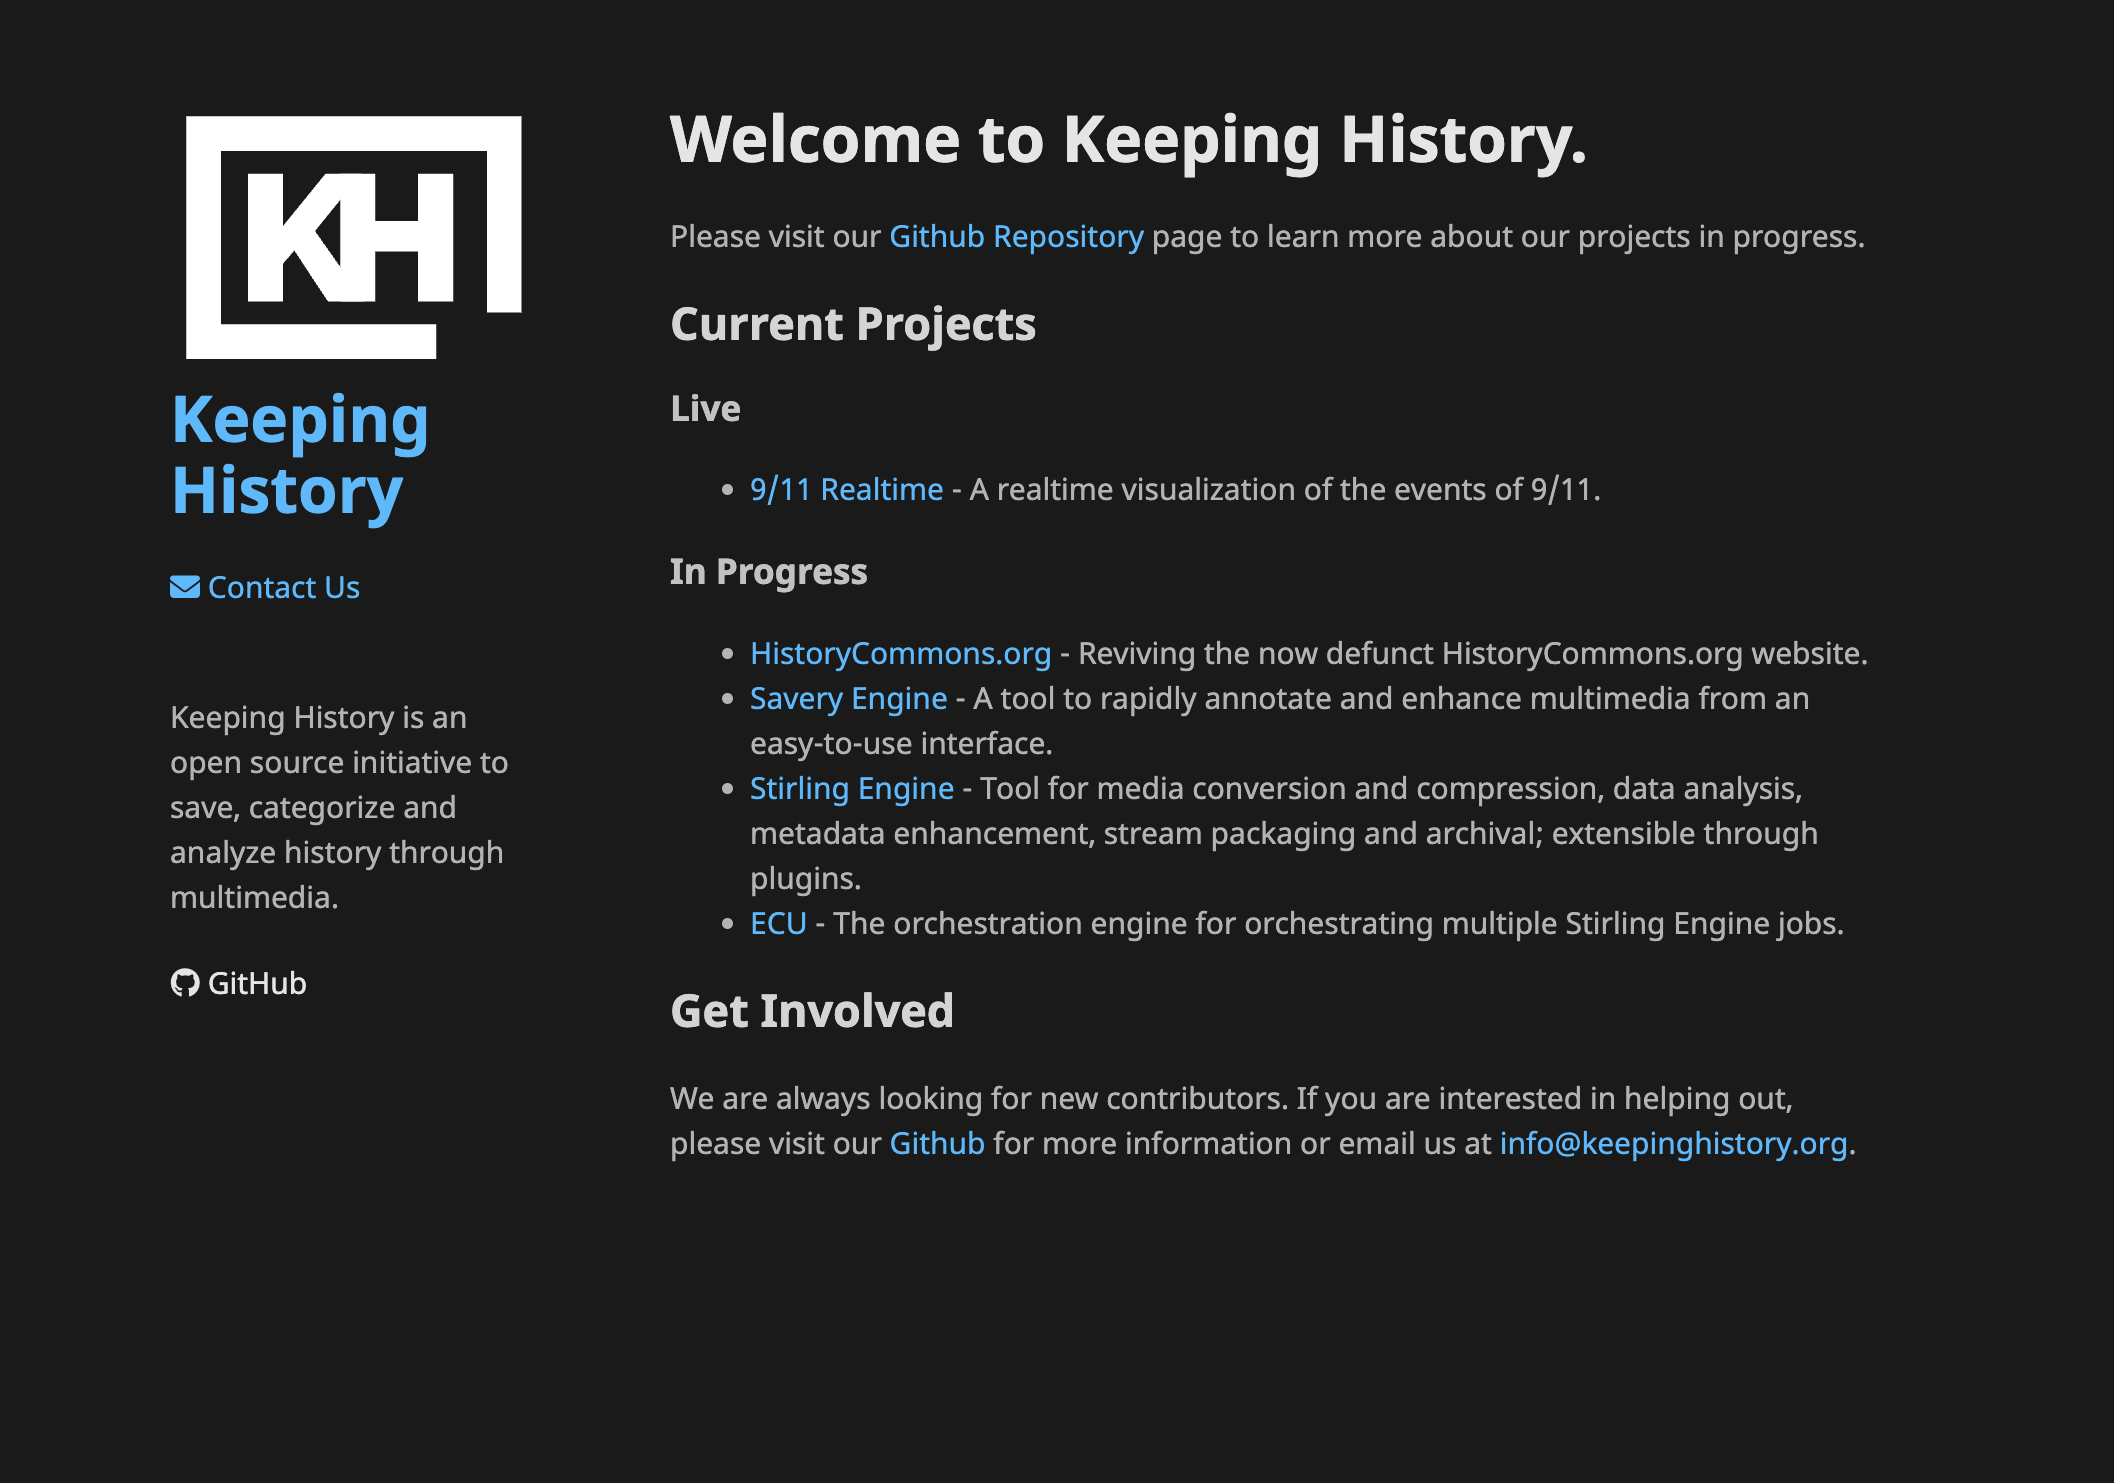 KH
Keeping
History
Contact Us
Keeping History is an
open source initiative to
save, categorize and
analyze history through
multimedia.
GitHub
Welcome to Keeping History.
Please visit our Github Repository page to learn more about our projects in progress.
Current Projects
Live
• 9/11 Realtime - A realtime visualization of the events of 9/11.
In Progress
• HistoryCommons.org - Reviving the now defunct HistoryCommons.org website.
• Savery Engine - A tool to rapidly annotate and enhance multimedia from an
easy-to-use interface.
• Stirling Engine - Tool for media conversion and compression, data analysis,
metadata enhancement, stream packaging and archival; extensible through
plugins.
• ECU - The orchestration engine for orchestrating multiple Stirling Engine jobs.
Get Involved
We are always looking for new contributors. If you are interested in helping out,
please visit our Github for more information or email us at info@keepinghistory.org.